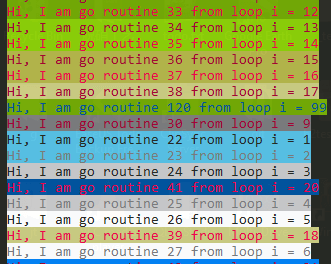 Hi, I am go routine 33 from loop i = 12
Hi, I am go routine 34 from loop i = 13
Hi, I am go routine 35 from loop i = 14
Hi, I am go routine 36 from loop i = 15
Hi, I am go routine 37 from loop i = 16
Hi, I am go routine 38 from loop i = 17
Hi, I am go routine 120 from loop i = 99
Hi, I am go routine 30 from loop i = 9
Hi, I am go routine 22 from loop i = 1
Hi, I am go routine 23 from loop i = 2
Hi, I am go routine 24 from loop i = 3
Hi, I am go routine 41 from loop i = 20
Hi, I am go routine 25 from loop i = 4
Hi, I am go routine 26 from loop i = 5
Hi, I am go routine 39 from loop i = 18
Hi, I am go routine 27 from loop i = 6